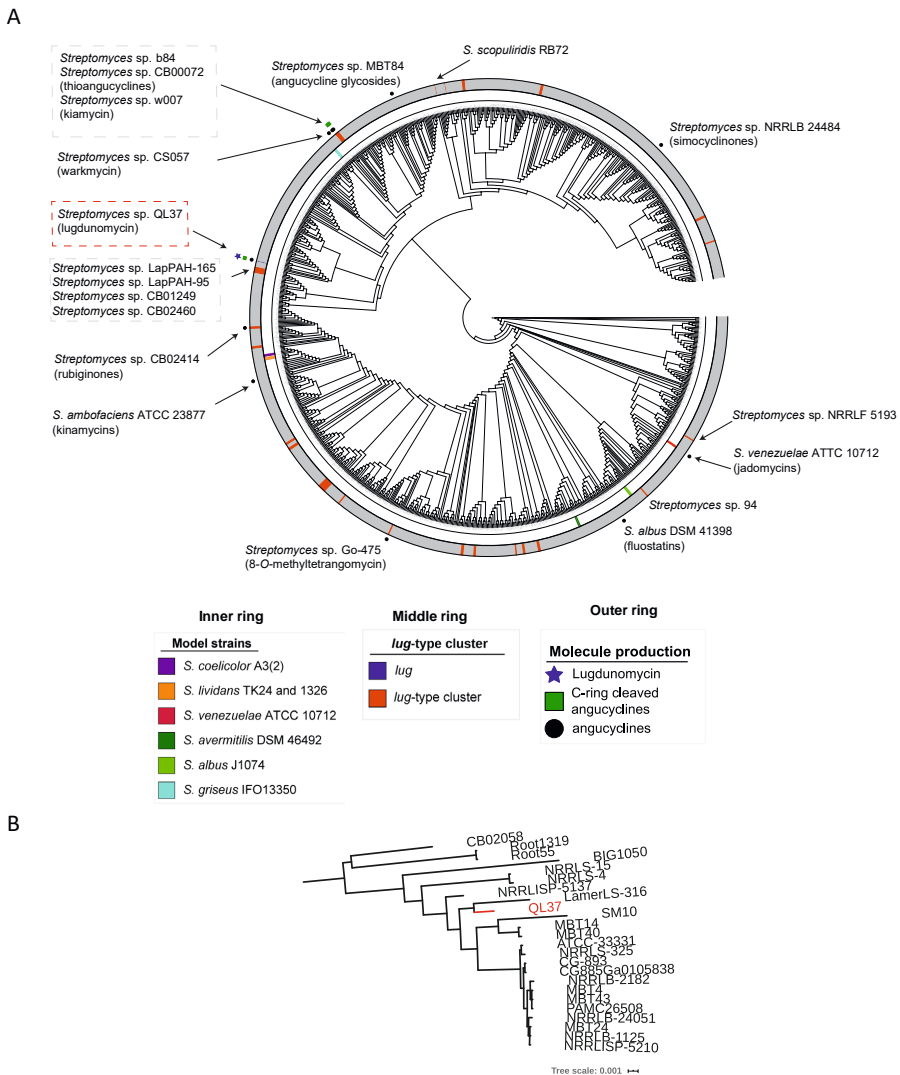 A
Streptomyces sp. b84
Streptomyces sp. CB00072
(thioangucyclines)
Streptomyces sp. w007
(kiamycin)
Streptomyces sp. MBT84
(angucycline glycosides)
S. scopuliridis RB72
Streptomyces sp. NRRLB 24484
(simocyclinones)
Streptomyces sp. CS057
(warkmycin)
Streptomyces sp. QL37
(lugdunomycin)
Streptomyces sp. LapPAH-165
Streptomyces sp. LapPAH-95
Streptomyces sp. CB01249
Streptomyces sp. CB02460
Streptomyces sp. CB02414
(rubiginones)
S. ambofaciens ATCC 23877
(kinamycins)
Streptomyces sp. NRRLF 5193
S. venezuelae ATTC 10712
(jadomycins)
Streptomyces sp. 94
S. albus DSM 41398
(fluostatins)
Streptomyces sp. Go-475
(8-O-methyltetrangomycin)
Inner ring
Model strains
S. coelicolor A3(2)
S. lividans TK24 and 1326
S. venezuelae ATCC 10712
S. avermitilis DSM 46492
S. albus J1074
S. griseus IFO13350
Middle ring
lug-type cluster
lug
lug-type cluster
Outer ring
Molecule production
Lugdunomycin
C-ring cleaved
angucyclines
angucyclines
B
CB02058
Root1319
Root55
BIG1050
NRRLS-15
NRRLS-4
NRRLISP-5137
LamerLS-316
QL37
SM10
MBT14
MBT40
ATCC-33331
NRRLS-325
CG-893
CG885Ga0105838
NRRLB-2182
MBT4
MBT43
PAMC26508
NRRLB-24051
MBT24
NRRLB-1125
NRRLISP-5210
Tree scale: 0.001